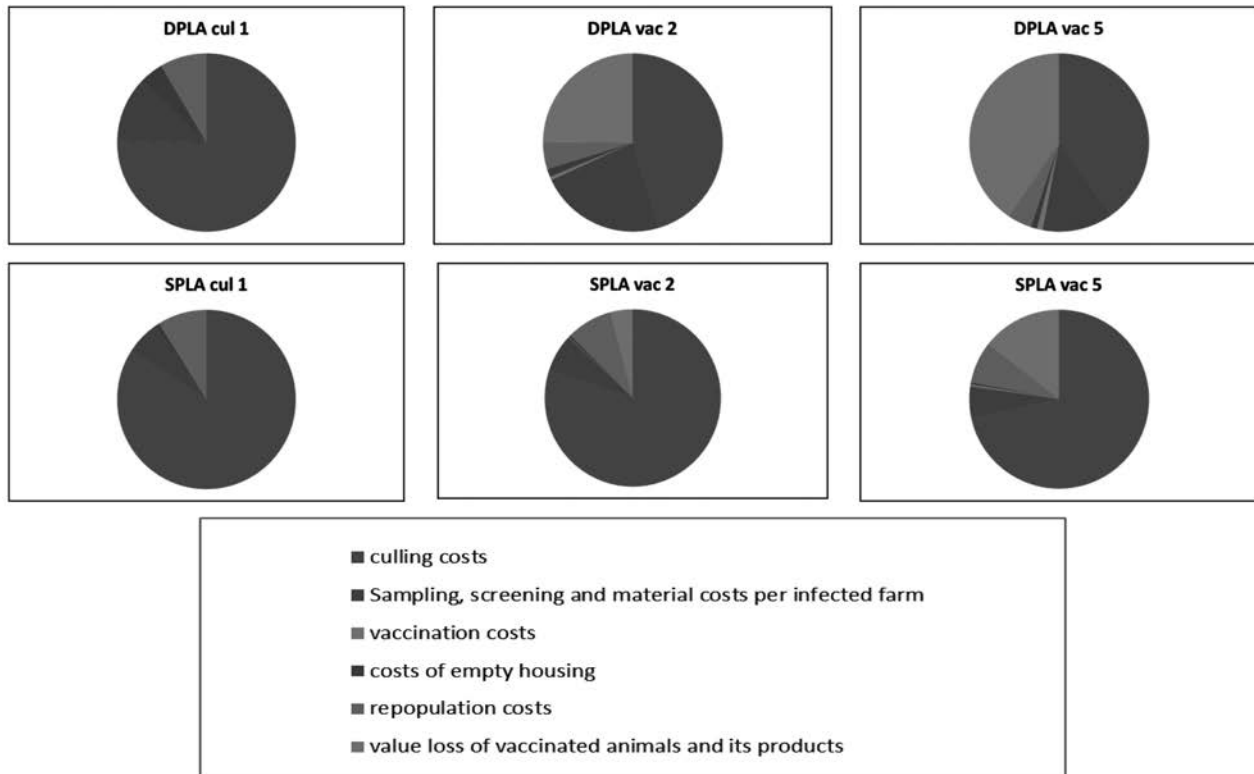 DPLA cul 1
DPLA vac 2
DPLA vac 5
SPLA cul 1
SPLA vac 2
SPLA vac 5
culling costs
Sampling, screening and material costs per infected farm
vaccination costs
costs of empty housing
repopulation costs
value loss of vaccinated animals and its products